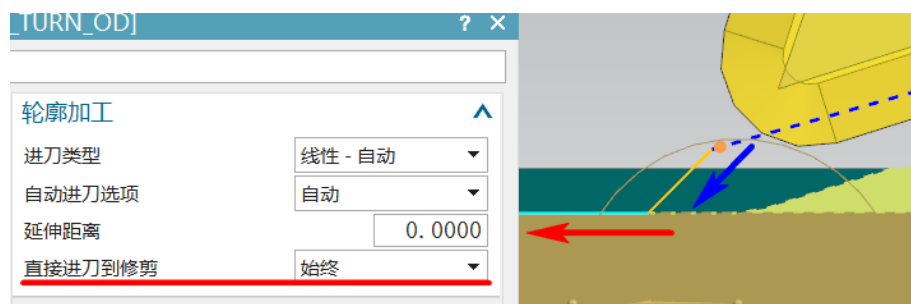 _TURN_OD]
? ×
轮廓加工
进刀类型 线性 - 自动
自动进刀选项 自动
延伸距离 0.0000
直接进刀到修剪 始终